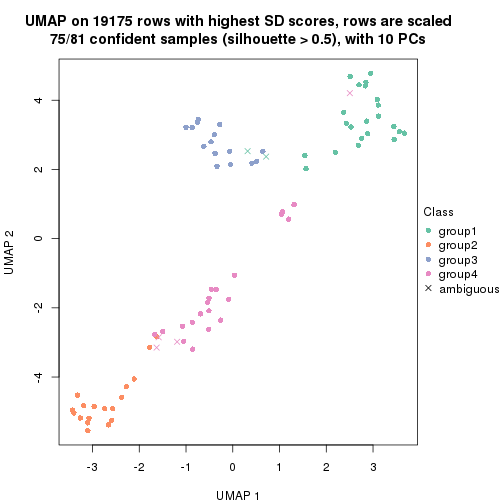 UMAP on 19175 rows with highest SD scores, rows are scaled
75/81 confident samples (silhouette > 0.5), with 10 PCs
4
2
0
-2
-4
UMAP 2
-3 -2 -1 0 1 2 3
UMAP 1
Class
group1
group2
group3
group4
ambiguous